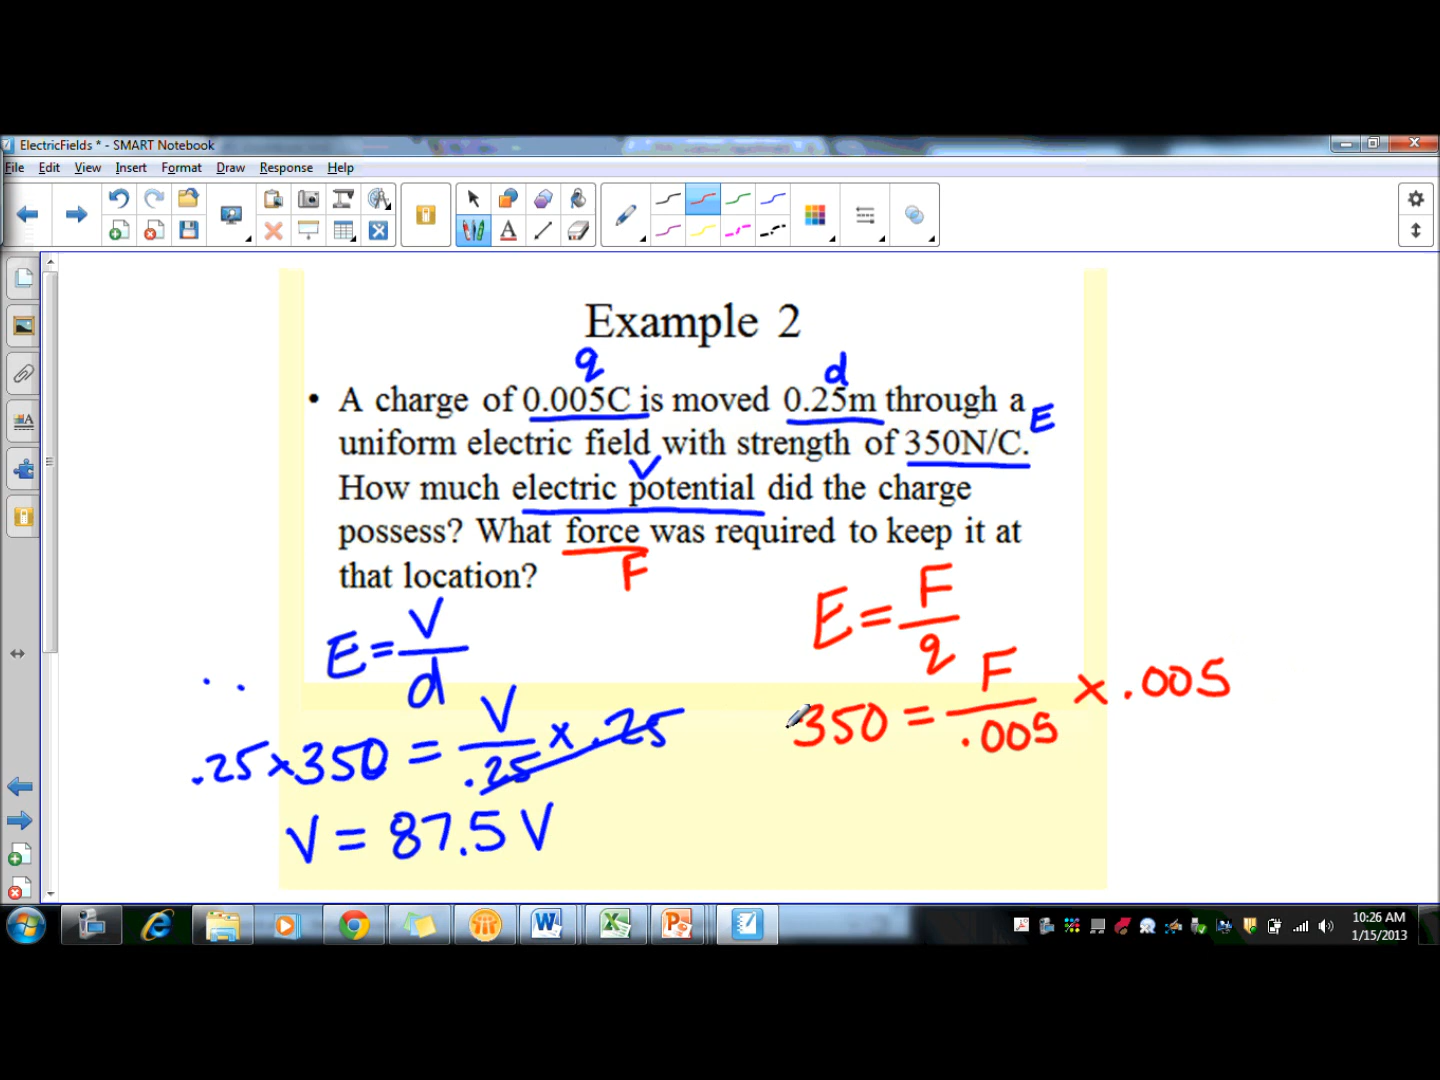 ElectricFields * - SMART Notebook
File Edit View Insert Format Draw Response Help
Example 2
q
d
• A charge of 0.005C is moved 0.25m through a
E
uniform electric field with strength of 350N/C.
V
How much electric potential did the charge
possess? What force was required to keep it at
F
that location?
E = V/d
E = F/q
.25 x 350 = V/.25 x .25
350 = F/.005 x .005
V = 87.5 V
10:26 AM
1/15/2013